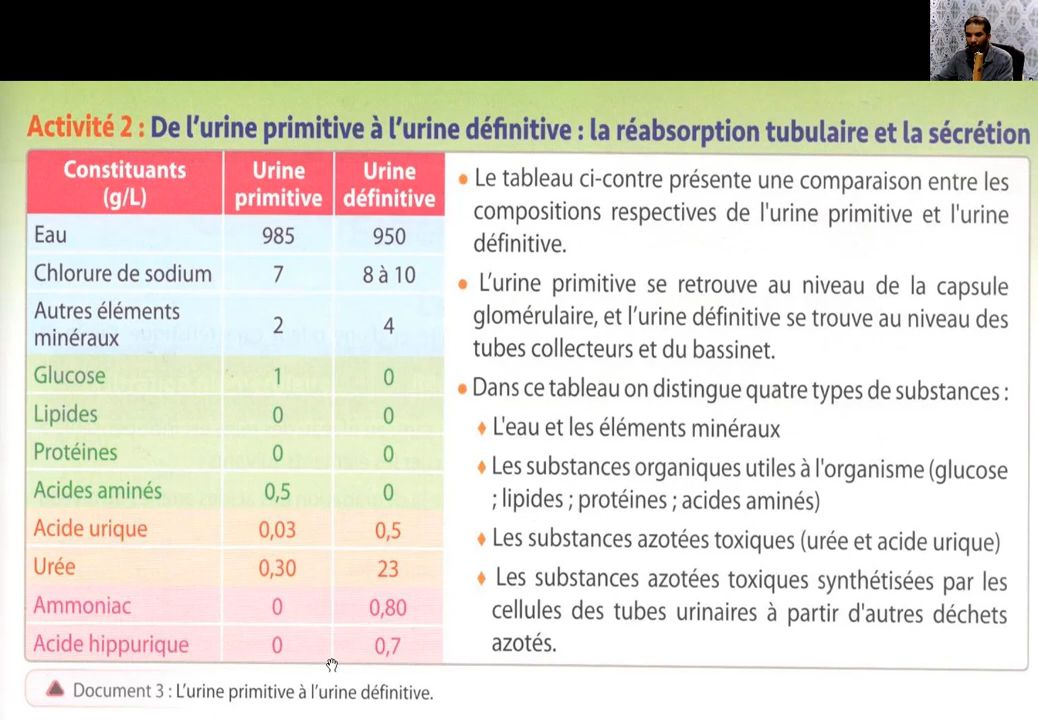 Activité 2 : De l'urine primitive à l'urine définitive : la réabsorption tubulaire et la sécrétion
Constituants (g/L) Urine primitive Urine définitive
Eau 985 950
Chlorure de sodium 7 8 à 10
Autres éléments minéraux 2 4
Glucose 1 0
Lipides 0 0
Protéines 0 0
Acides aminés 0,5 0
Acide urique 0,03 0,5
Urée 0,30 23
Ammoniac 0 0,80
Acide hippurique 0 0,7
• Le tableau ci-contre présente une comparaison entre les
compositions respectives de l'urine primitive et l'urine
définitive.
• L'urine primitive se retrouve au niveau de la capsule
glomérulaire, et l'urine définitive se trouve au niveau des
tubes collecteurs et du bassinet.
• Dans ce tableau on distingue quatre types de substances :
♦ L'eau et les éléments minéraux
♦ Les substances organiques utiles à l'organisme (glucose
; lipides ; protéines ; acides aminés)
♦ Les substances azotées toxiques (urée et acide urique)
♦ Les substances azotées toxiques synthétisées par les
cellules des tubes urinaires à partir d'autres déchets
azotés.
Document 3 : L'urine primitive à l'urine définitive.